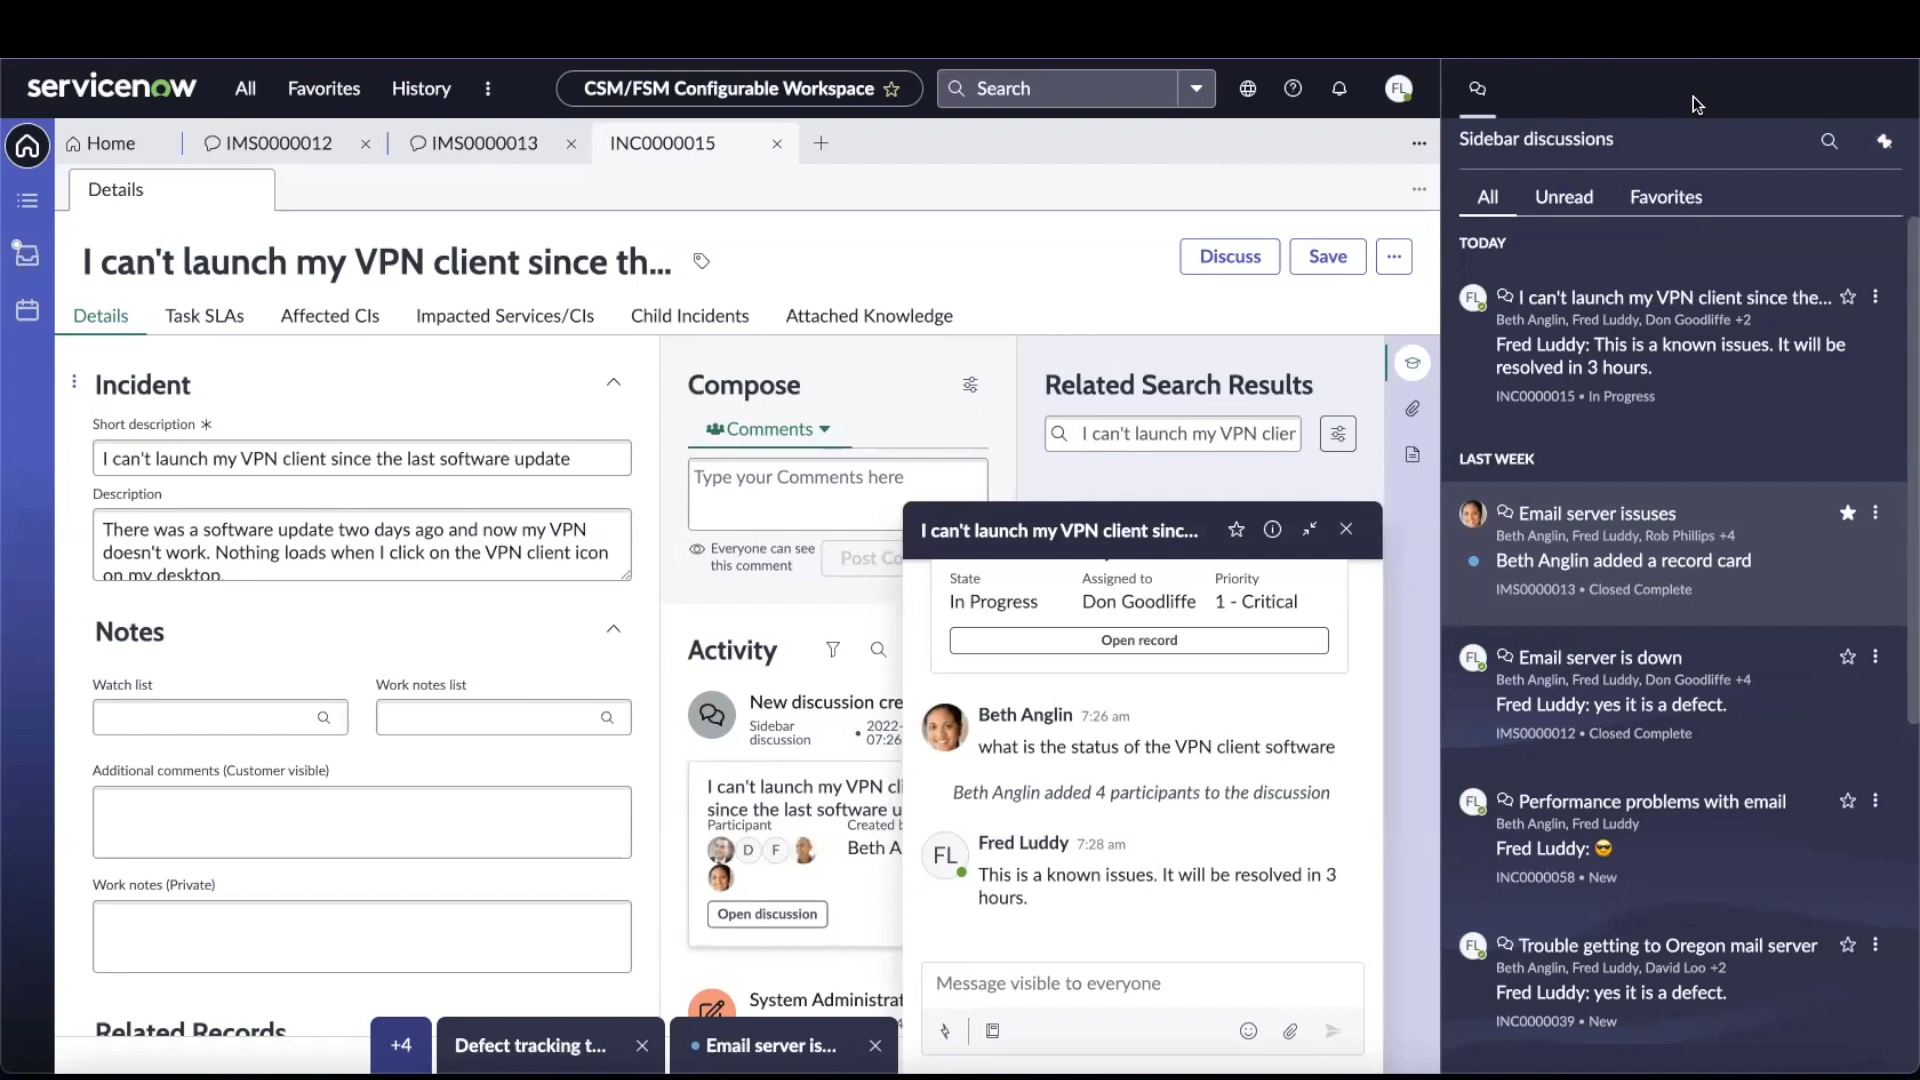 servicenow
All
Favorites
History
CSM/FSM Configurable Workspace
Search
FL
Home
IMS0000012
IMS0000013
INC0000015
Details
I can't launch my VPN client since th...
Discuss
Save
Details
Task SLAs
Affected CIs
Impacted Services/CIs
Child Incidents
Attached Knowledge
Incident
Short description
I can't launch my VPN client since the last software update
Description
There was a software update two days ago and now my VPN
doesn't work. Nothing loads when I click on the VPN client icon
on my desktop.
Notes
Watch list
Work notes list
Additional comments (Customer visible)
Work notes (Private)
Related Records
Compose
Comments
Type your Comments here
Everyone can see
this comment
Post Co
Activity
New discussion cre
Sidebar
discussion
• 2022-
07:26
I can't launch my VPN cli
since the last software u
Participant
Created b
D
F
Beth A
Open discussion
System Administrat
Related Search Results
I can't launch my VPN clier
I can't launch my VPN client sinc...
State
Assigned to
Priority
In Progress
Don Goodliffe
1 - Critical
Open record
Beth Anglin 7:26 am
what is the status of the VPN client software
Beth Anglin added 4 participants to the discussion
FL
Fred Luddy 7:28 am
This is a known issues. It will be resolved in 3
hours.
Message visible to everyone
+4
Defect tracking t...
Email server is...
Sidebar discussions
All
Unread
Favorites
TODAY
FL
I can't launch my VPN client since the...
Beth Anglin, Fred Luddy, Don Goodliffe +2
Fred Luddy: This is a known issues. It will be
resolved in 3 hours.
INC0000015 • In Progress
LAST WEEK
Email server issuses
Beth Anglin, Fred Luddy, Rob Phillips +4
Beth Anglin added a record card
IMS0000013 • Closed Complete
FL
Email server is down
Beth Anglin, Fred Luddy, Don Goodliffe +4
Fred Luddy: yes it is a defect.
IMS0000012 • Closed Complete
FL
Performance problems with email
Beth Anglin, Fred Luddy
Fred Luddy: 😎
INC0000058 • New
FL
Trouble getting to Oregon mail server
Beth Anglin, Fred Luddy, David Loo +2
Fred Luddy: yes it is a defect.
INC0000039 • New